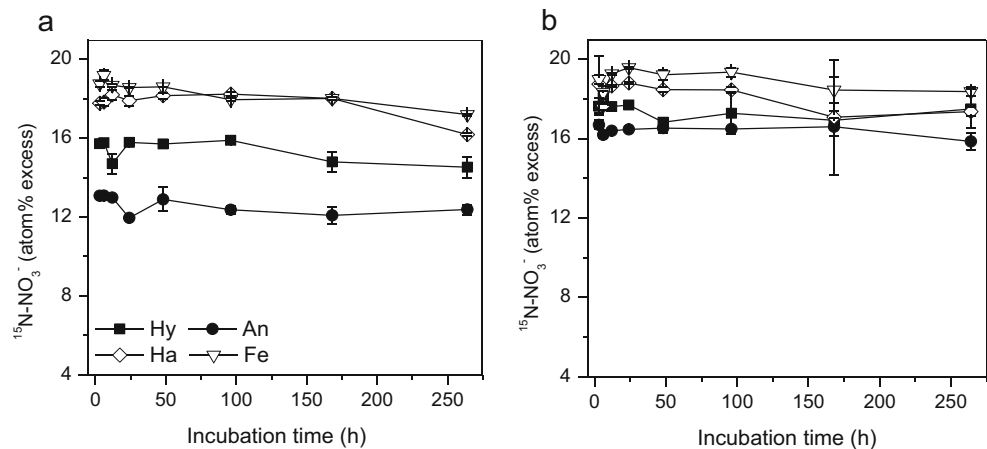 a
20
16
12
8
4
¹⁵N-NO₃⁻ (atom% excess)
Hy An
Ha Fe
0 50 100 150 200 250
Incubation time (h)
b
20
16
12
8
4
¹⁵N-NO₃⁻ (atom% excess)
0 50 100 150 200 250
Incubation time (h)